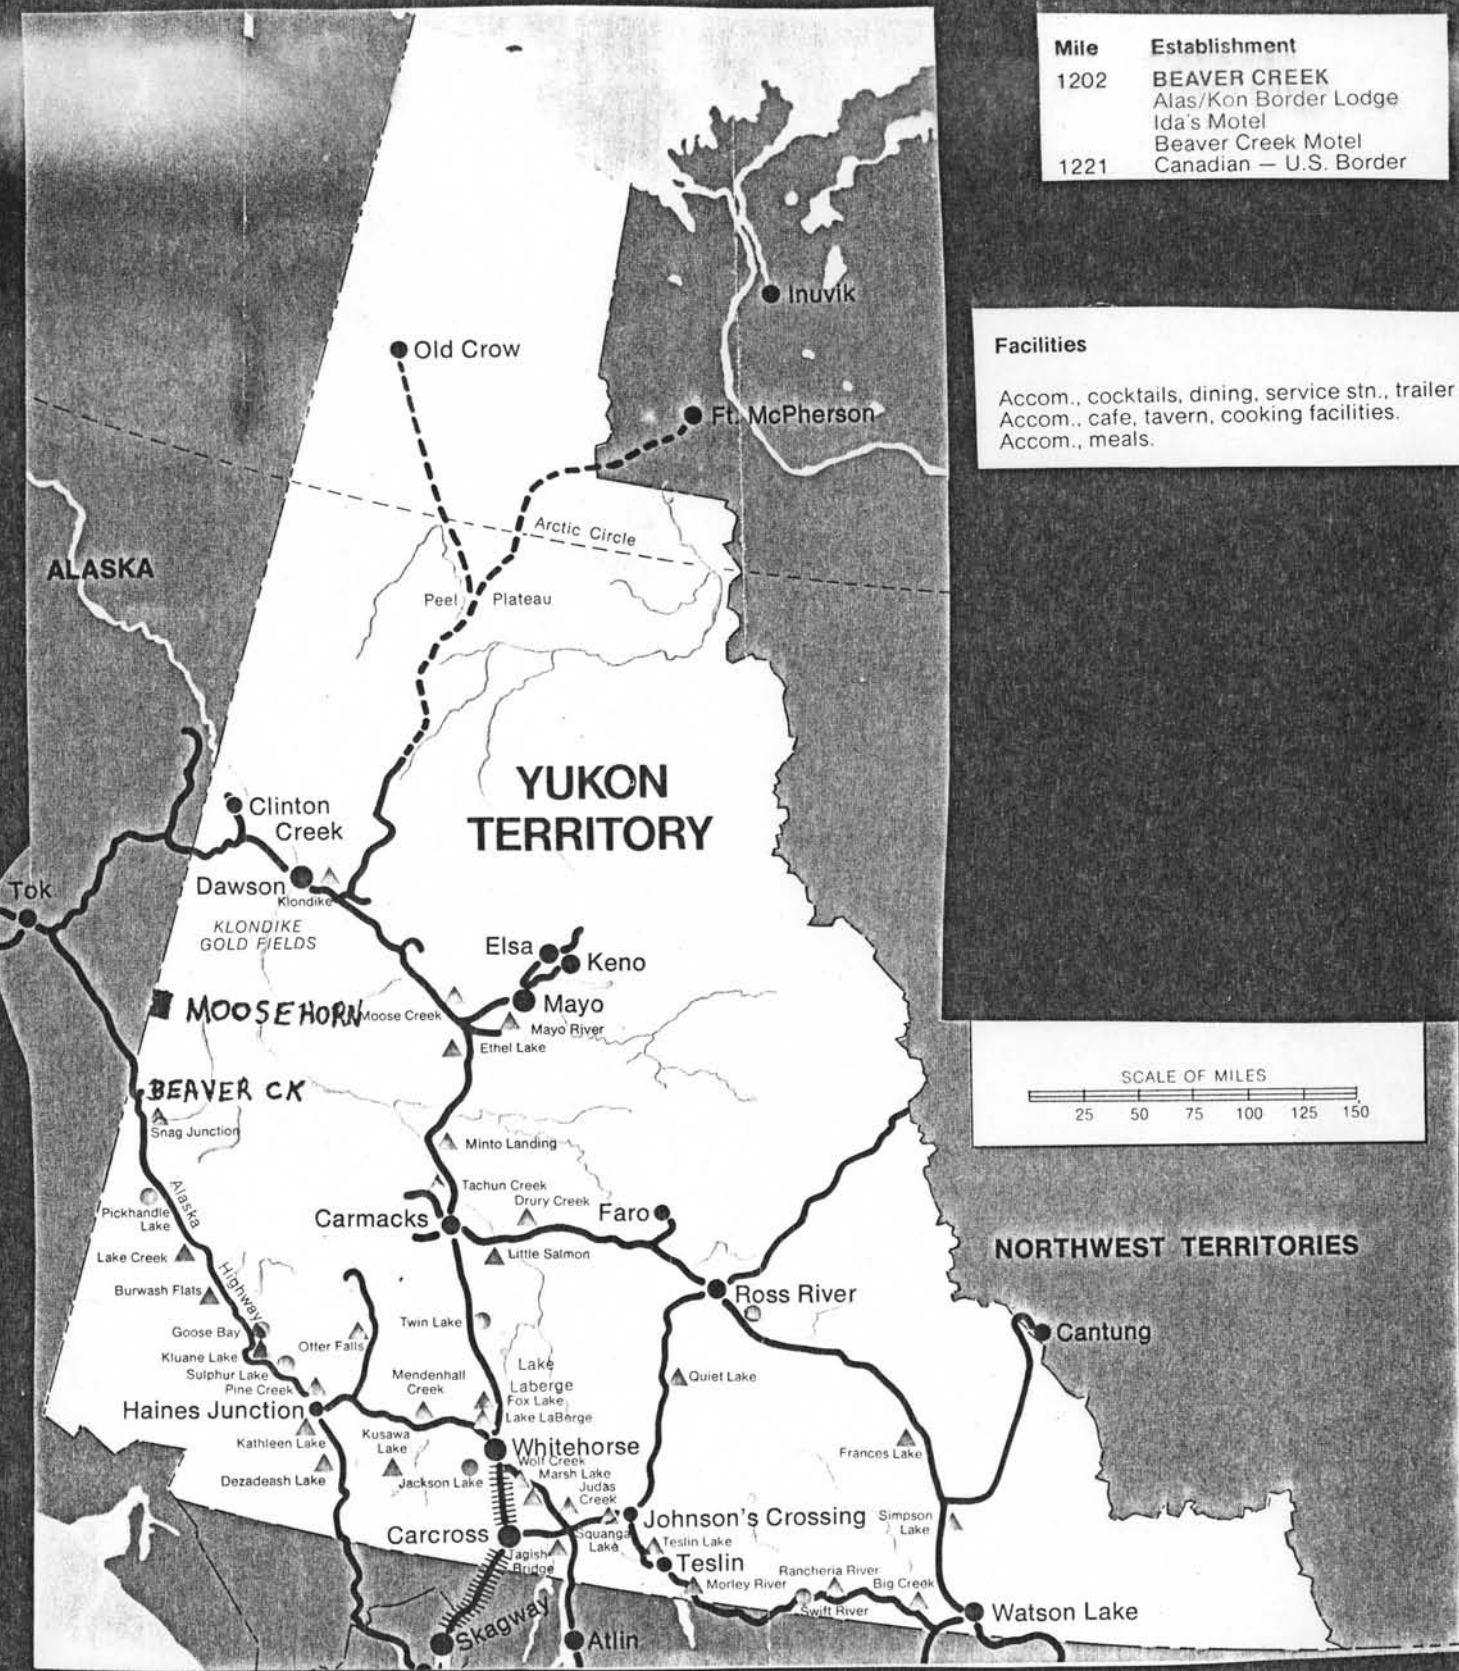 Mile Establishment
1202 BEAVER CREEK
Alas/Kon Border Lodge
Ida's Motel
Beaver Creek Motel
1221 Canadian — U.S. Border
Facilities
Accom., cocktails, dining, service stn., trailer
Accom., cafe, tavern, cooking facilities.
Accom., meals.
Inuvik
Old Crow
Ft. McPherson
Arctic Circle
ALASKA
Peel Plateau
YUKON
TERRITORY
Clinton
Creek
Dawson
Klondike
Tok
KLONDIKE
GOLD FIELDS
Elsa
Keno
Mayo
MOOSEHORN
Moose Creek
Mayo River
Ethel Lake
SCALE OF MILES
25 50 75 100 125 150
BEAVER CK
Snag Junction
Minto Landing
Tachun Creek
Drury Creek
Alaska
Highway
Pickhandle
Lake
Carmacks
Faro
Lake Creek
Little Salmon
NORTHWEST TERRITORIES
Burwash Flats
Ross River
Twin Lake
Goose Bay
Otter Falls
Cantung
Kluane Lake
Sulphur Lake
Pine Creek
Mendenhall
Creek
Lake
Laberge
Fox Lake
Lake LaBerge
Quiet Lake
Haines Junction
Kathleen Lake
Kusawa
Lake
Whitehorse
Wolf Creek
Frances Lake
Dezadeash Lake
Jackson Lake
Marsh Lake
Judas
Creek
Carcross
Johnson's Crossing
Simpson
Lake
Squanga
Lake
Teslin Lake
Tagish
Bridge
Teslin
Rancheria River
Morley River
Big Creek
Swift River
Watson Lake
Skagway
Atlin